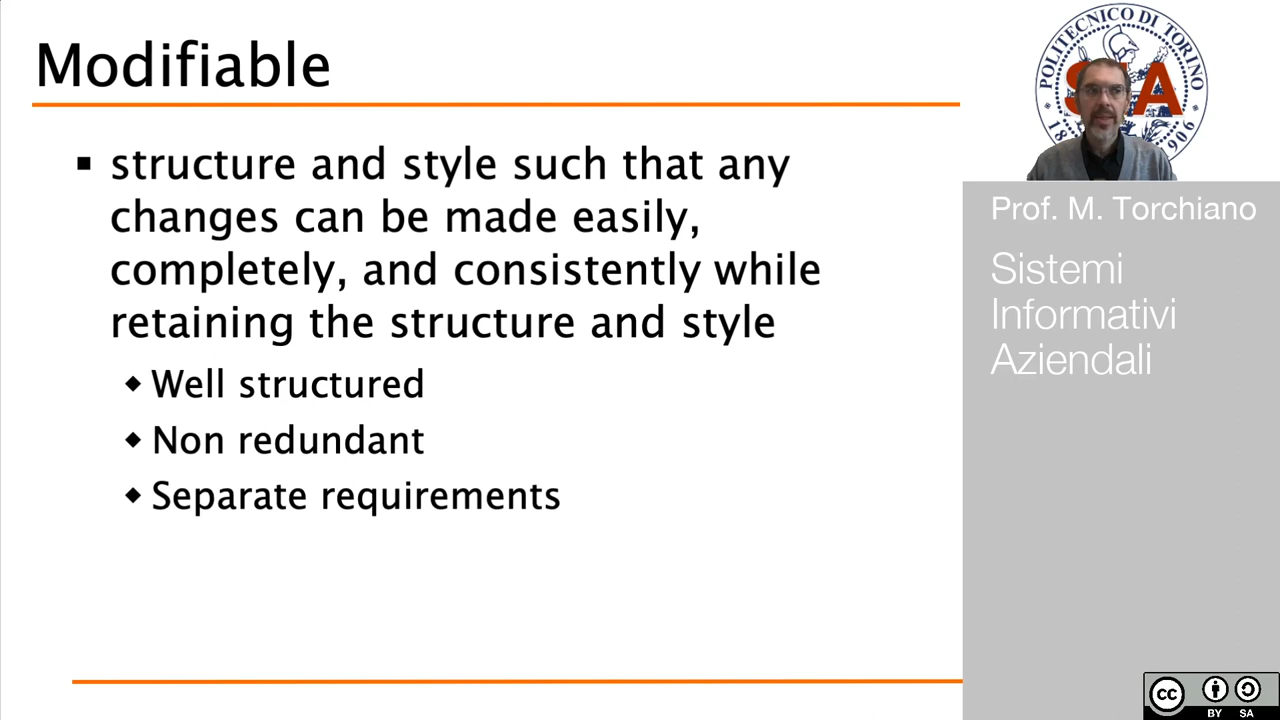 Modifiable
▪ structure and style such that any
changes can be made easily,
completely, and consistently while
retaining the structure and style
◆ Well structured
◆ Non redundant
◆ Separate requirements
POLITECNICO DI TORINO
Prof. M. Torchiano
Sistemi
Informativi
Aziendali
cc
BY SA